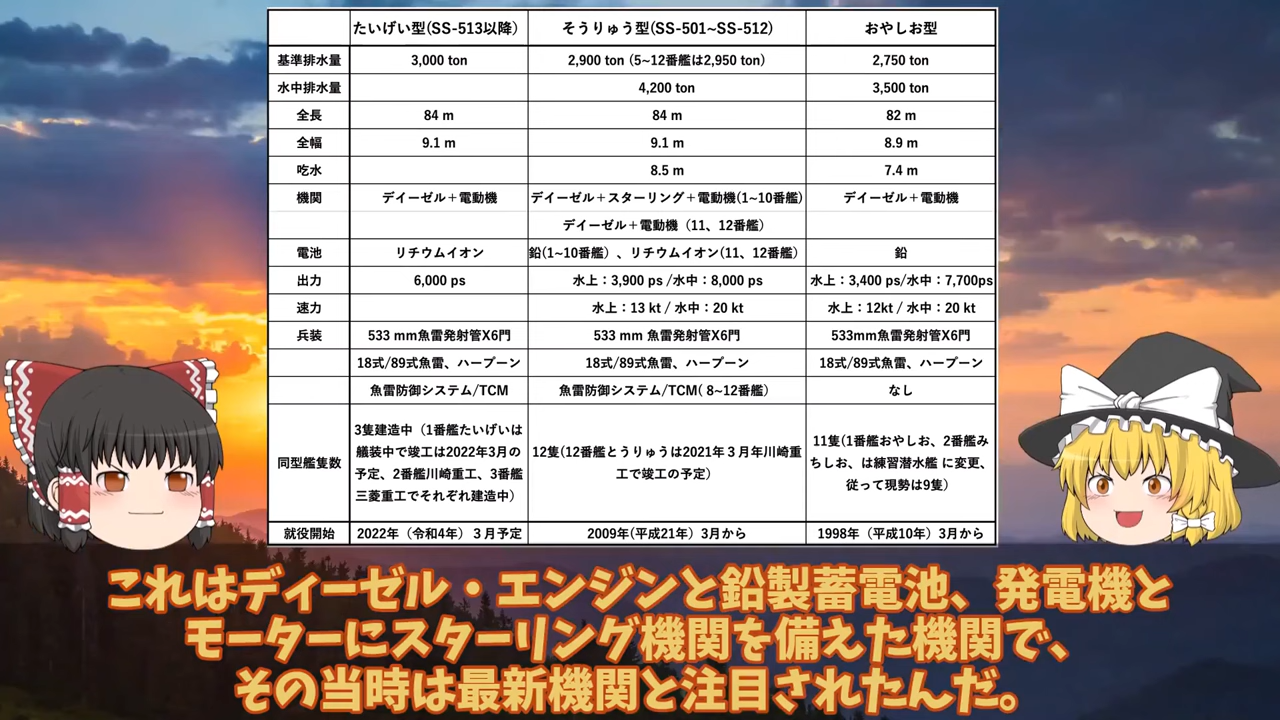 たいげい型(SS-513以降) そうりゅう型(SS-501~SS-512) おやしお型
基準排水量 3,000 ton 2,900 ton (5~12番艦は2,950 ton) 2,750 ton
水中排水量 4,200 ton 3,500 ton
全長 84 m 84 m 82 m
全幅 9.1 m 9.1 m 8.9 m
吃水 8.5 m 7.4 m
機関 デイーゼル＋電動機 デイーゼル＋スターリング＋電動機(1~10番艦) デイーゼル＋電動機
デイーゼル＋電動機（11、12番艦）
電池 リチウムイオン 鉛(1~10番艦）、リチウムイオン(11、12番艦） 鉛
出力 6,000 ps 水上：3,900 ps /水中：8,000 ps 水上：3,400 ps/水中：7,700ps
速力 水上：13 kt / 水中：20 kt 水上：12kt / 水中：20 kt
兵装 533 mm魚雷発射管X6門 533 mm 魚雷発射管X6門 533mm魚雷発射管X6門
18式/89式魚雷、ハープーン 18式/89式魚雷、ハープーン 18式/89式魚雷、ハープーン
魚雷防御システム/TCM 魚雷防御システム/TCM( 8~12番艦） なし
同型艦隻数
3隻建造中（1番艦たいげいは
艤装中で竣工は2022年3月の
予定、2番艦川崎重工、3番艦
三菱重工でそれぞれ建造中）
12隻(12番艦とうりゅうは2021年３月年川崎重
工で竣工の予定）
11隻(1番艦おやしお、2番艦み
ちしお、は練習潜水艦 に変更、
従って現勢は9隻）
就役開始 2022年（令和4年）３月予定 2009年(平成21年）3月から 1998年（平成10年）3月から
これはディーゼル・エンジンと鉛製蓄電池、発電機と
モーターにスターリング機関を備えた機関で、
その当時は最新機関と注目されたんだ。